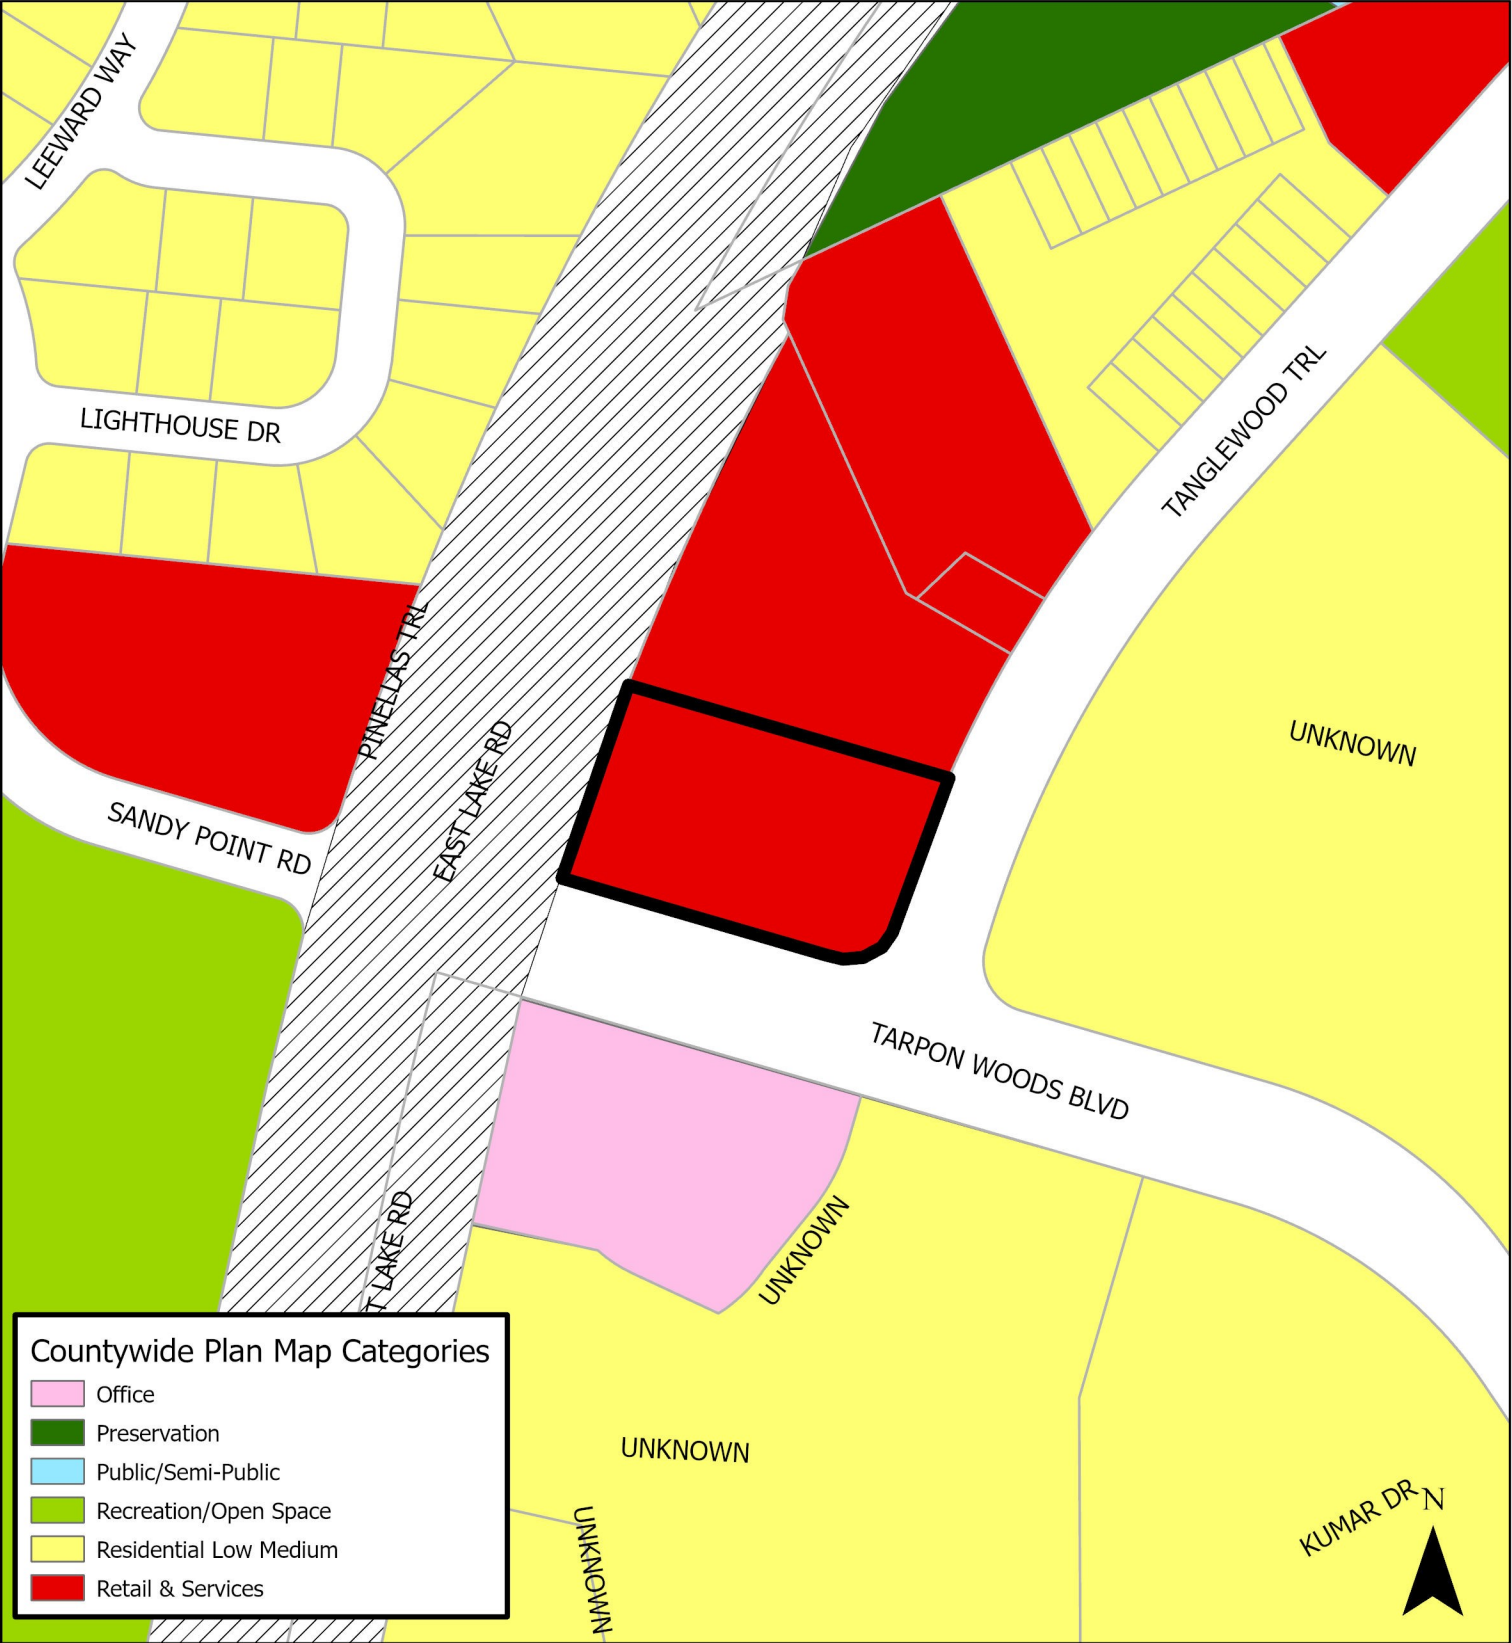 LEEWARD WAY
LIGHTHOUSE DR
TANGLEWOOD TRL
PINELLAS TRL
EAST LAKE RD
UNKNOWN
SANDY POINT RD
TARPON WOODS BLVD
UNKNOWN
T LAKE RD
UNKNOWN
UNKNOWN
KUMAR DR
N
Countywide Plan Map Categories
Office
Preservation
Public/Semi-Public
Recreation/Open Space
Residential Low Medium
Retail & Services